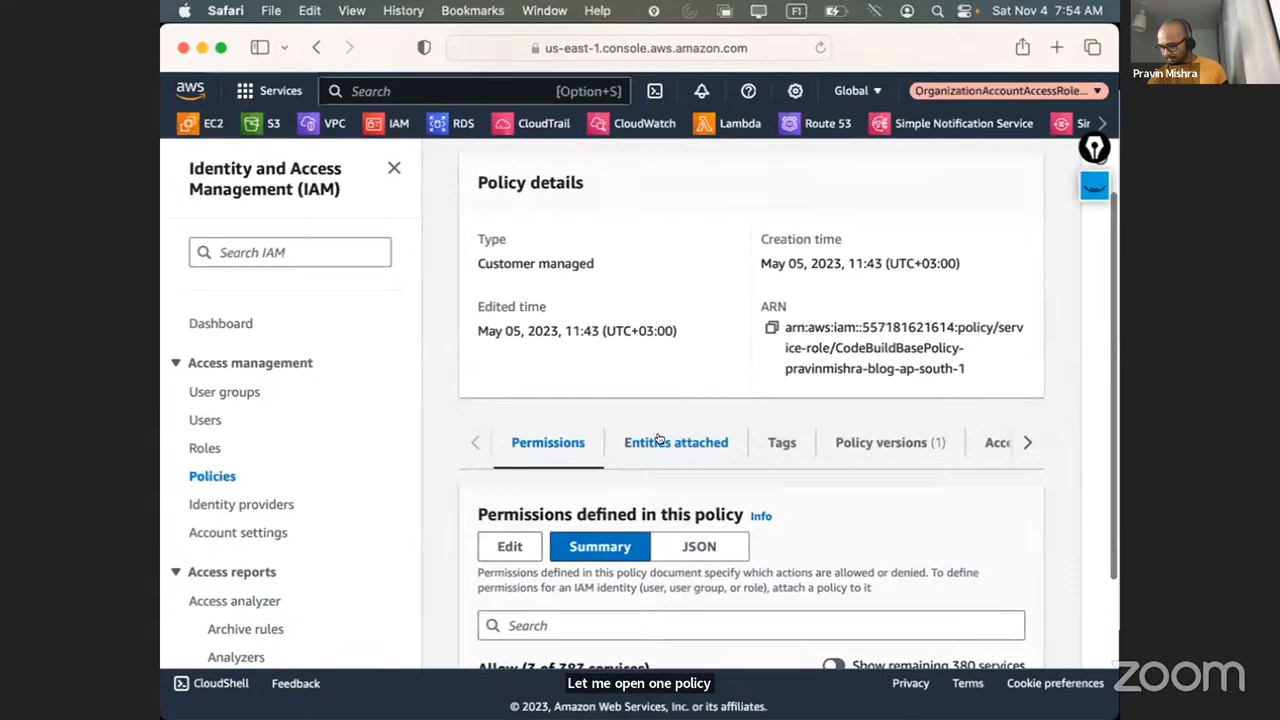 Safari File Edit View History Bookmarks Window Help Sat Nov 4 7:54 AM
Pravin Mishra
us-east-1.console.aws.amazon.com
aws Services Search [Option+S] Global OrganizationAccountAccessRole...
EC2 S3 VPC IAM RDS CloudTrail CloudWatch Lambda Route 53 Simple Notification Service Sir
Identity and Access
Management (IAM)
Search IAM
Dashboard
Access management
User groups
Users
Roles
Policies
Identity providers
Account settings
Access reports
Access analyzer
Archive rules
Analyzers
Policy details
Type
Customer managed
Creation time
May 05, 2023, 11:43 (UTC+03:00)
Edited time
May 05, 2023, 11:43 (UTC+03:00)
ARN
arn:aws:iam::557181621614:policy/serv
ice-role/CodeBuildBasePolicy-
pravinmishra-blog-ap-south-1
Permissions Entities attached Tags Policy versions (1) Acce
Permissions defined in this policy Info
Edit Summary JSON
Permissions defined in this policy document specify which actions are allowed or denied. To define
permissions for an IAM identity (user, user group, or role), attach a policy to it
Search
Allow (3 of 383 services) Show remaining 380 services
Let me open one policy
CloudShell Feedback Privacy Terms Cookie preferences
© 2023, Amazon Web Services, Inc. or its affiliates.
zoom